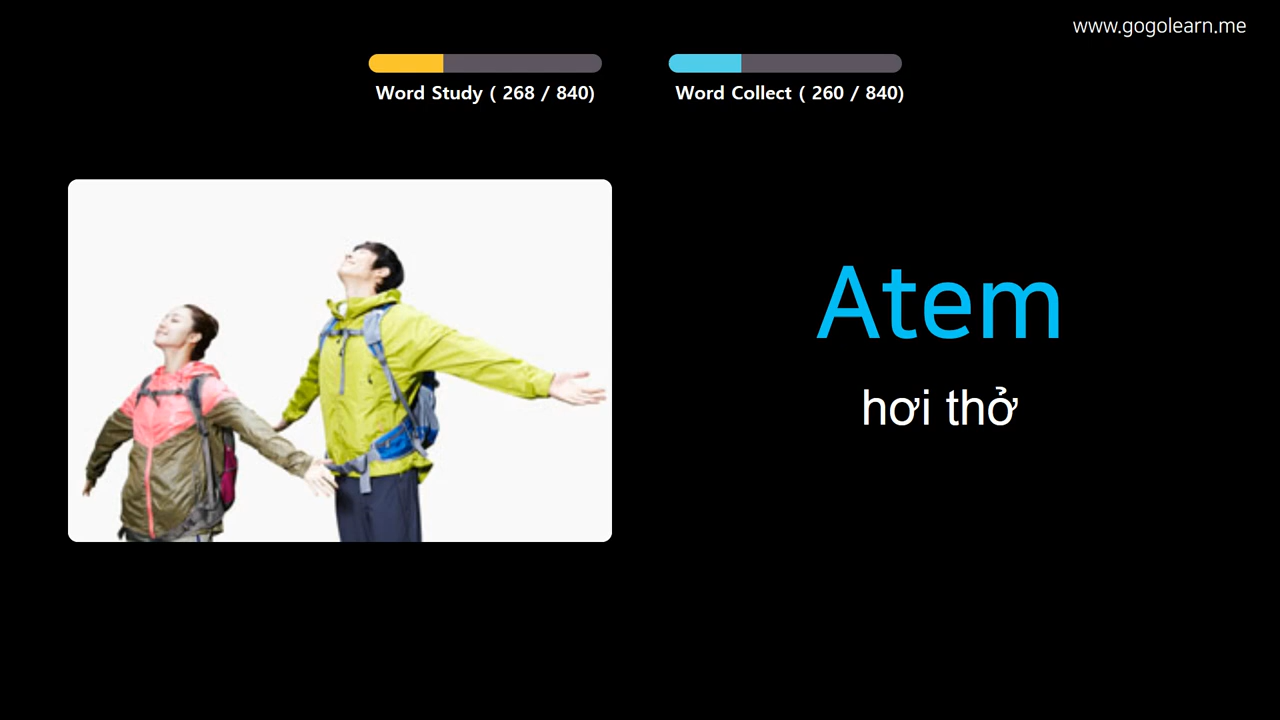 www.gogolearn.me
Word Study ( 268 / 840)
Word Collect ( 260 / 840)
Atem
hơi thở